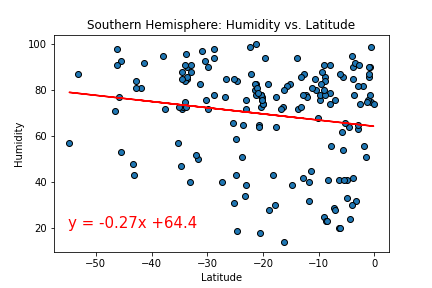 Southern Hemisphere: Humidity vs. Latitude
100
80
60
40
20
Humidity
y = -0.27x +64.4
−50
−40
−30
−20
−10
0
Latitude